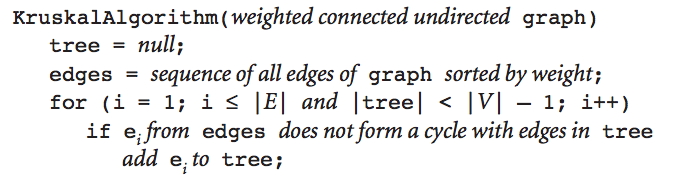 KruskalAlgorithm(weighted connected undirected graph)
tree = null;
edges = sequence of all edges of graph sorted by weight;
for (i = 1; i ≤ |E| and |tree| < |V| – 1; i++)
if eᵢ from edges does not form a cycle with edges in tree
add eᵢ to tree;